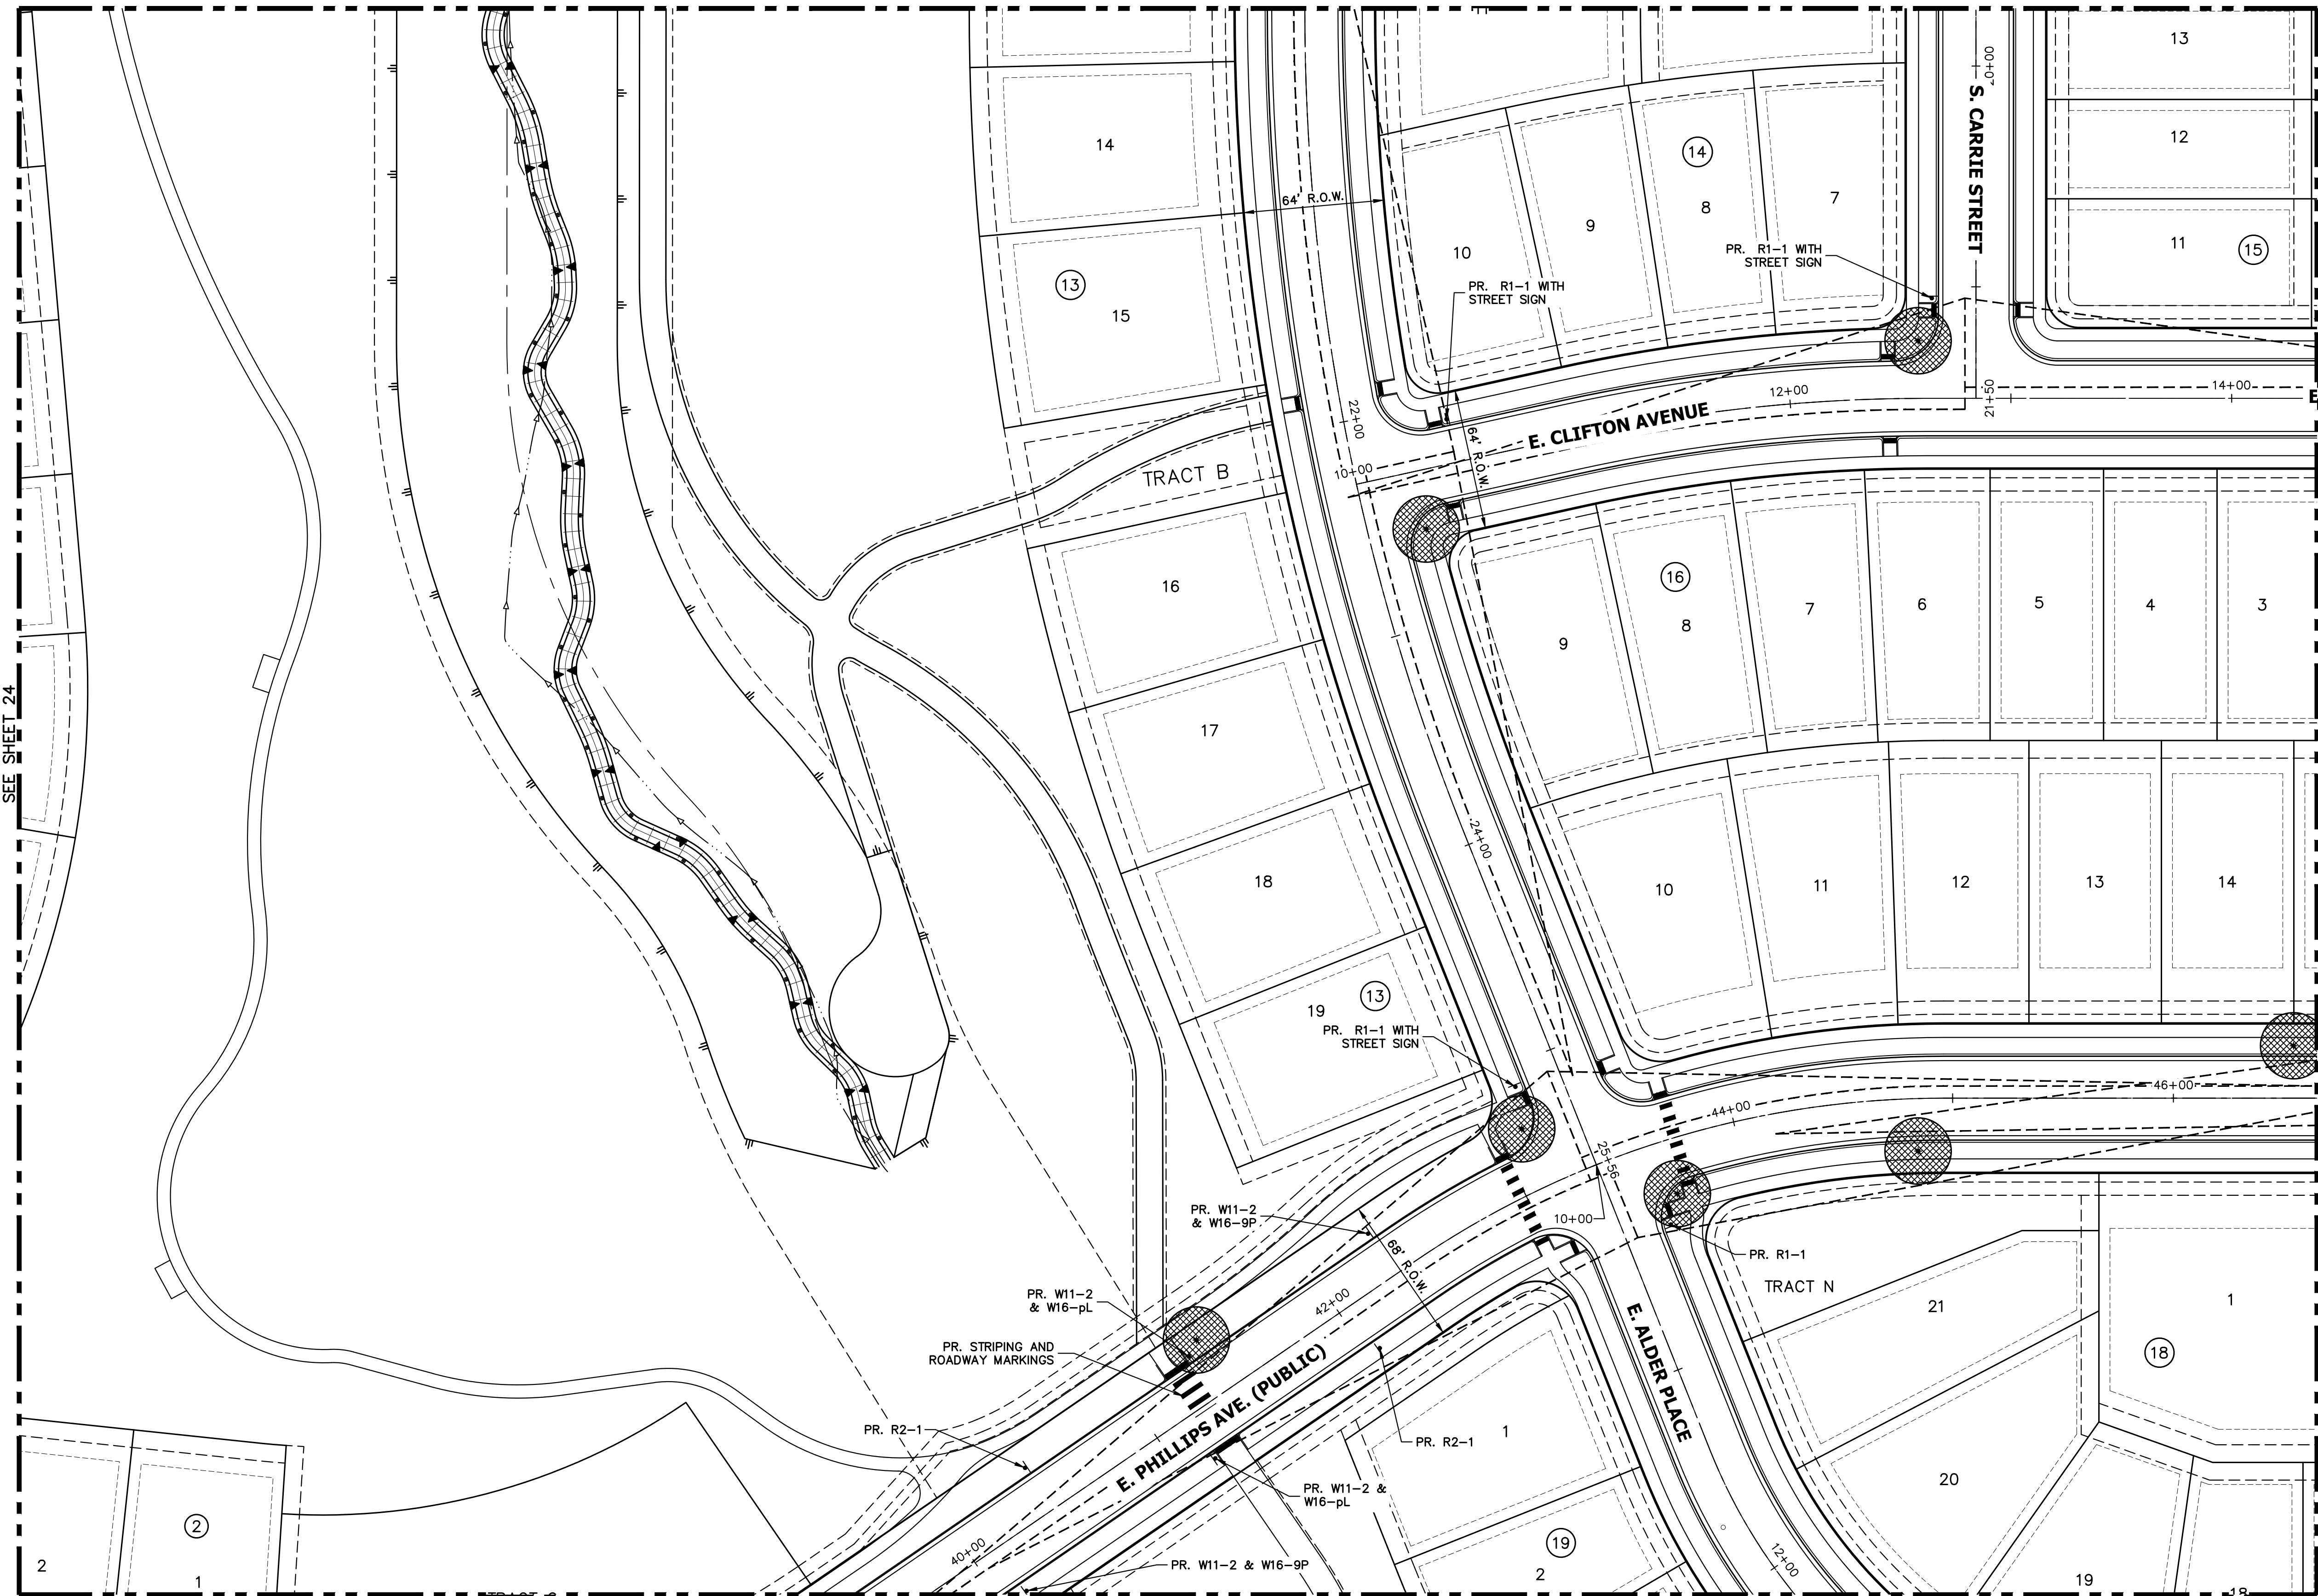 13
20+00
S. CARRIE STREET
12
14
14
7
8
9
10
11
15
64' R.O.W.
PR. R1-1 WITH
STREET SIGN
PR. R1-1 WITH
STREET SIGN
13
15
22+00
64' R.O.W.
E. CLIFTON AVENUE
12+00
21+50
14+00
E
10+00
TRACT B
16
16
9
8
7
6
5
4
3
SEE SHEET 24
17
24+00
18
10
11
12
13
14
19
13
PR. R1-1 WITH
STREET SIGN
44+00
46+00
25+56
10+00
PR. W11-2
& W16-9P
68' R.O.W.
PR. R1-1
TRACT N
21
1
18
PR. W11-2
& W16-pL
42+00
PR. STRIPING AND
ROADWAY MARKINGS
E. PHILLIPS AVE. (PUBLIC)
E. ALDER PLACE
PR. R2-1
PR. R2-1
1
20
PR. W11-2 &
W16-pL
2
2
1
40+00
PR. W11-2 & W16-9P
19
2
12+00
19
18